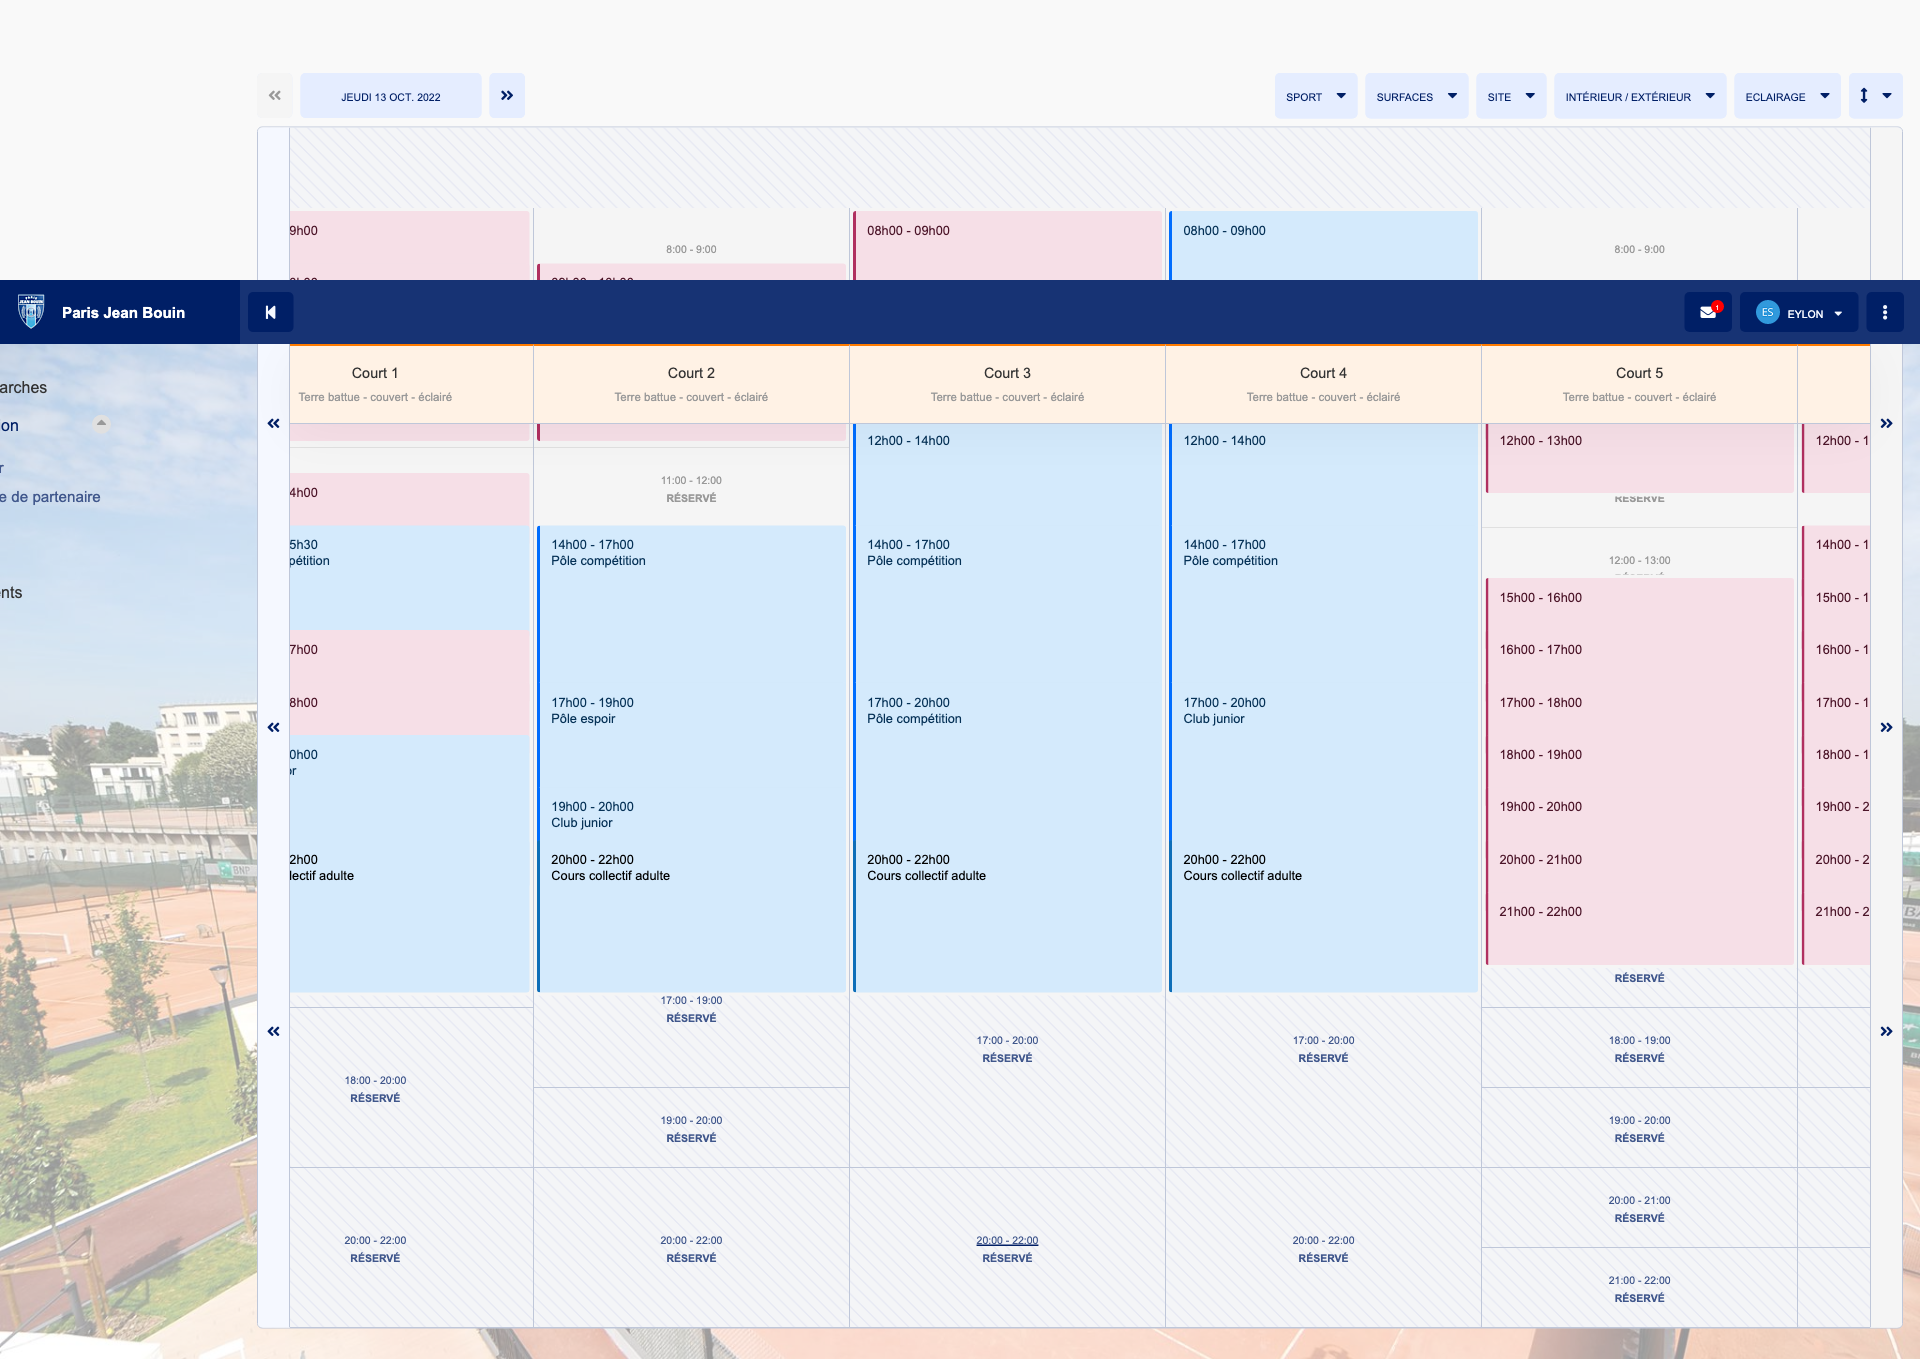 JEUDI 13 OCT. 2022
SPORT
SURFACES
SITE
INTÉRIEUR / EXTÉRIEUR
ECLAIRAGE
9h00
8:00 - 9:00
08h00 - 09h00
08h00 - 09h00
8:00 - 9:00
Paris Jean Bouin
1
ES
EYLON
arches
on
r
e de partenaire
nts
Court 1
Terre battue - couvert - éclairé
Court 2
Terre battue - couvert - éclairé
Court 3
Terre battue - couvert - éclairé
Court 4
Terre battue - couvert - éclairé
Court 5
Terre battue - couvert - éclairé
4h00
5h30
pétition
7h00
8h00
0h00
or
2h00
lectif adulte
18:00 - 20:00
RÉSERVÉ
20:00 - 22:00
RÉSERVÉ
11:00 - 12:00
RÉSERVÉ
14h00 - 17h00
Pôle compétition
17h00 - 19h00
Pôle espoir
19h00 - 20h00
Club junior
20h00 - 22h00
Cours collectif adulte
17:00 - 19:00
RÉSERVÉ
19:00 - 20:00
RÉSERVÉ
20:00 - 22:00
RÉSERVÉ
12h00 - 14h00
14h00 - 17h00
Pôle compétition
17h00 - 20h00
Pôle compétition
20h00 - 22h00
Cours collectif adulte
17:00 - 20:00
RÉSERVÉ
20:00 - 22:00
RÉSERVÉ
12h00 - 14h00
14h00 - 17h00
Pôle compétition
17h00 - 20h00
Club junior
20h00 - 22h00
Cours collectif adulte
17:00 - 20:00
RÉSERVÉ
20:00 - 22:00
RÉSERVÉ
12h00 - 13h00
RÉSERVÉ
12:00 - 13:00
15h00 - 16h00
16h00 - 17h00
17h00 - 18h00
18h00 - 19h00
19h00 - 20h00
20h00 - 21h00
21h00 - 22h00
RÉSERVÉ
18:00 - 19:00
RÉSERVÉ
19:00 - 20:00
RÉSERVÉ
20:00 - 21:00
RÉSERVÉ
21:00 - 22:00
RÉSERVÉ
12h00 - 1
14h00 - 1
15h00 - 1
16h00 - 1
17h00 - 1
18h00 - 1
19h00 - 2
20h00 - 2
21h00 - 2
BNP